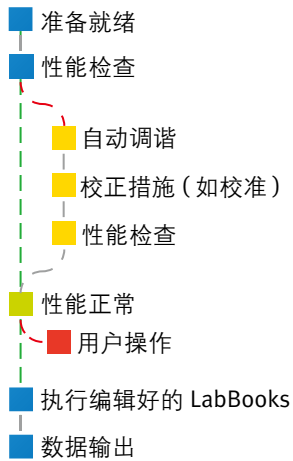 准备就绪
性能检查
自动调谐
校正措施 ( 如校准 )
性能检查
性能正常
用户操作
执行编辑好的 LabBooks
数据输出